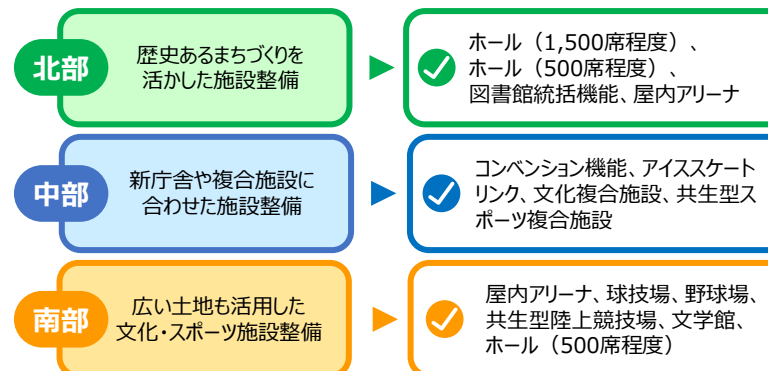 北部
歴史あるまちづくりを
活かした施設整備
ホール（1,500席程度）、
ホール（500席程度）、
図書館統括機能、屋内アリーナ
中部
新庁舎や複合施設に
合わせた施設整備
コンベンション機能、アイススケート
リンク、文化複合施設、共生型ス
ポーツ複合施設
南部
広い土地も活用した
文化・スポーツ施設整備
屋内アリーナ、球技場、野球場、
共生型陸上競技場、文学館、
ホール（500席程度）